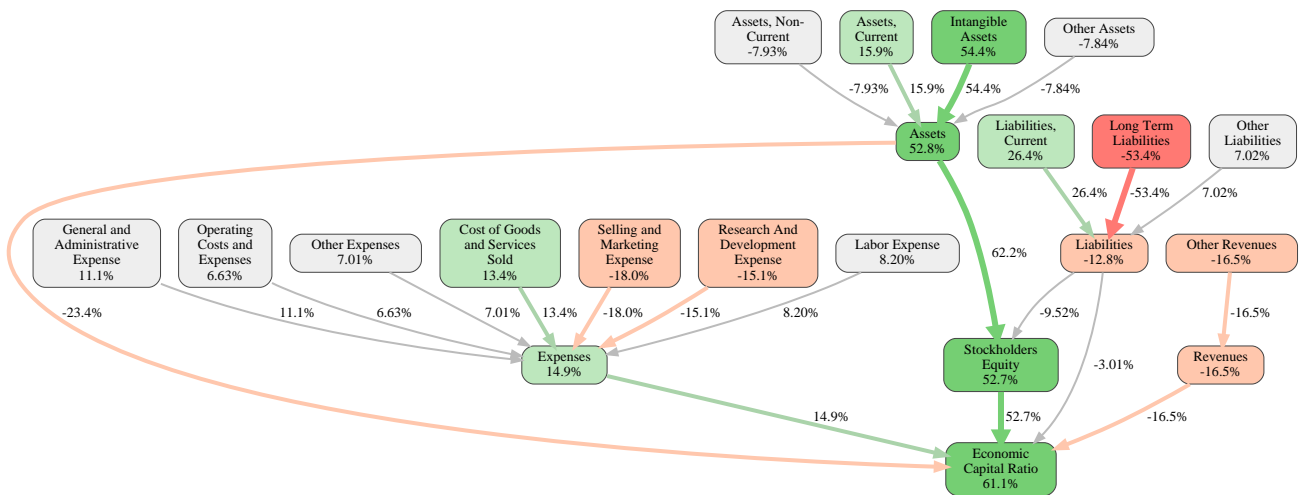 Assets, Non-
Current
-7.93%
Assets,
Current
15.9%
Intangible
Assets
54.4%
Other Assets
-7.84%
-7.93%
15.9%
54.4%
-7.84%
Assets
52.8%
Liabilities,
Current
26.4%
Long Term
Liabilities
-53.4%
Other
Liabilities
7.02%
26.4%
-53.4%
7.02%
General and
Administrative
Expense
11.1%
Operating
Costs and
Expenses
6.63%
Other Expenses
7.01%
Cost of Goods
and Services
Sold
13.4%
Selling and
Marketing
Expense
-18.0%
Research And
Development
Expense
-15.1%
Labor Expense
8.20%
62.2%
Liabilities
-12.8%
Other Revenues
-16.5%
-23.4%
11.1%
6.63%
7.01%
13.4%
-18.0%
-15.1%
8.20%
-9.52%
-16.5%
Expenses
14.9%
Stockholders
Equity
52.7%
-3.01%
Revenues
-16.5%
14.9%
52.7%
-16.5%
Economic
Capital Ratio
61.1%